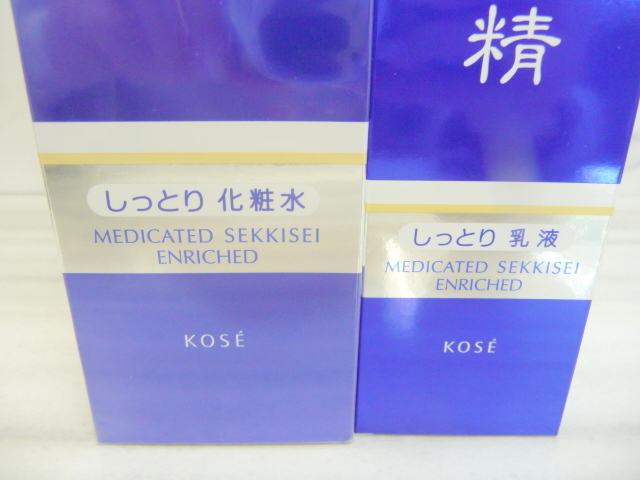 しっとり 化粧水
MEDICATED SEKKISEI
ENRICHED
KOSÉ
精
しっとり 乳液
MEDICATED SEKKISEI
ENRICHED
KOSÉ